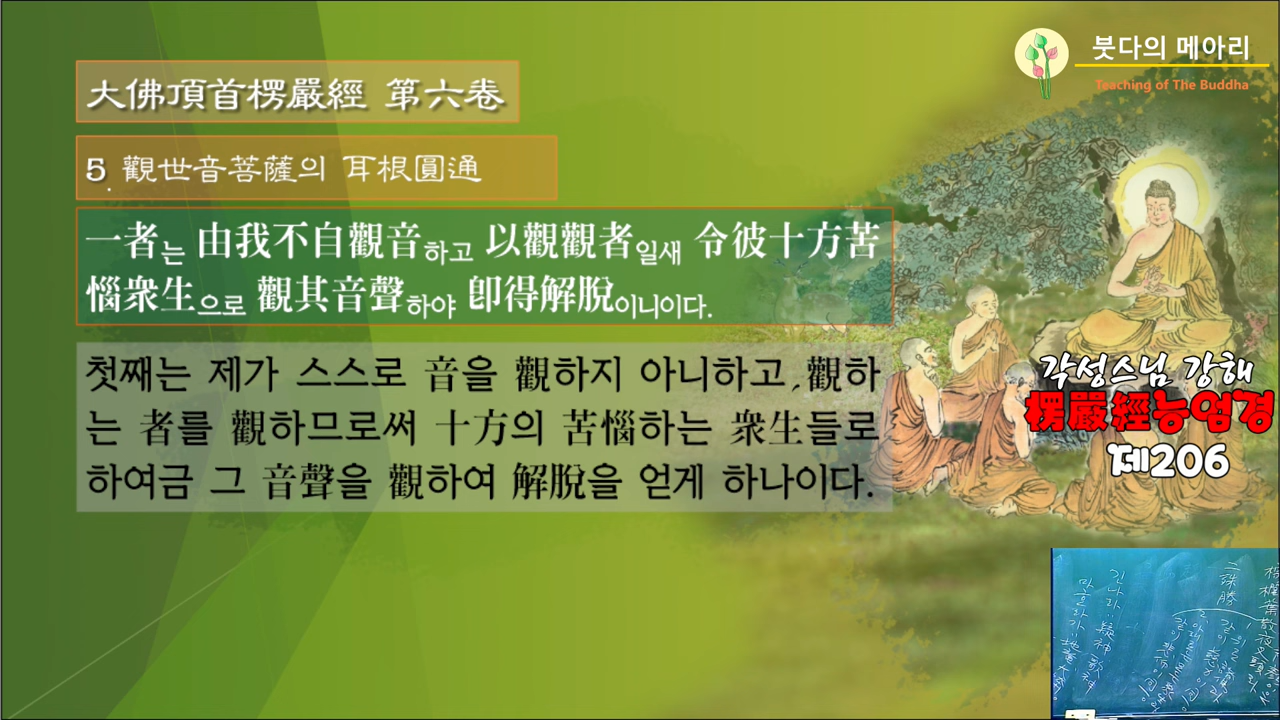 붓다의 메아리
Teaching of The Buddha
大佛頂首楞嚴經 第六卷
5. 觀世音菩薩의 耳根圓通
一者는 由我不自觀音하고 以觀觀者일새 令彼十方苦
惱衆生으로 觀其音聲하야 卽得解脫이니이다.
첫째는 제가 스스로 音을 觀하지 아니하고, 觀하
는 者를 觀하므로써 十方의 苦惱하는 衆生들로
하여금 그 音聲을 觀하여 解脫을 얻게 하나이다.
각성스님 강해
楞嚴經능엄경
제206
二殊勝
긴나라